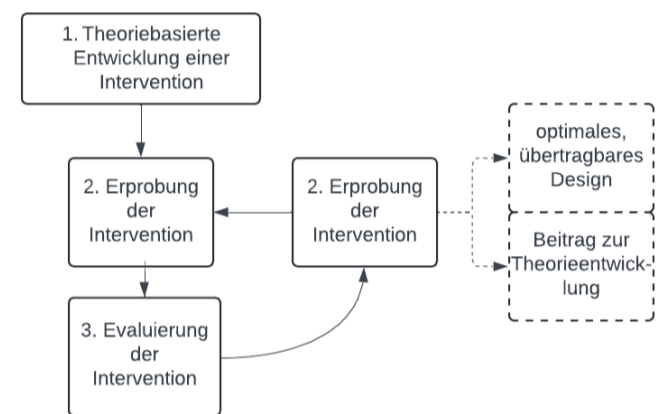 1. Theoriebasierte
Entwicklung einer
Intervention
2. Erprobung
der
Intervention
2. Erprobung
der
Intervention
optimales,
übertragbares
Design
Beitrag zur
Theorieentwick-
lung
3. Evaluierung
der
Intervention